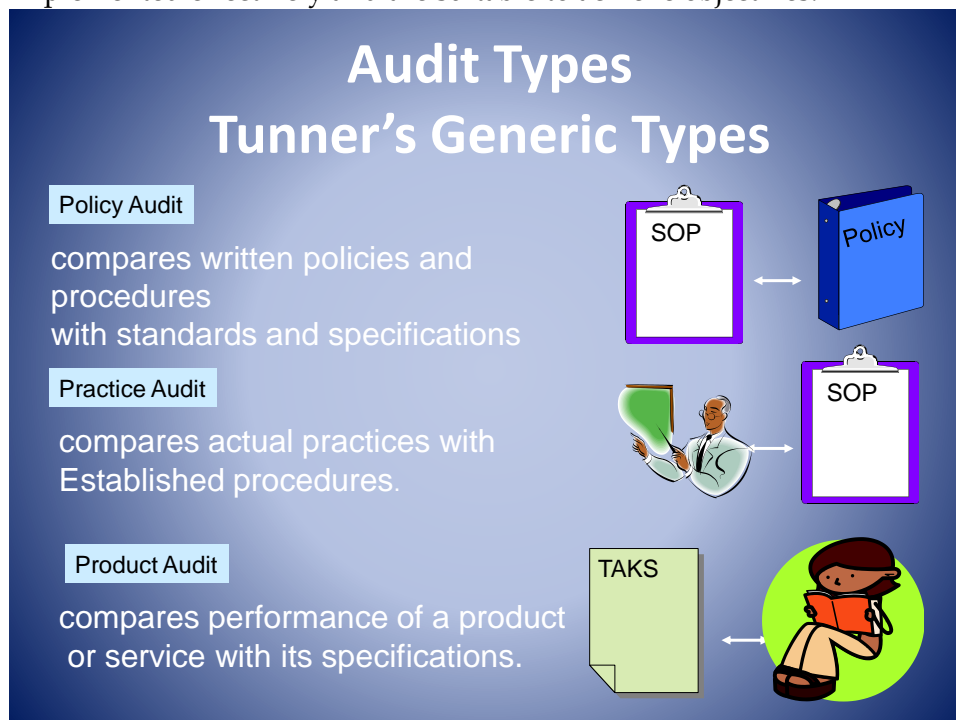 Audit Types
Tunner's Generic Types
Policy Audit
compares written policies and
procedures
with standards and specifications
SOP
Policy
Practice Audit
compares actual practices with
Established procedures.
SOP
Product Audit
compares performance of a product
or service with its specifications.
TAKS